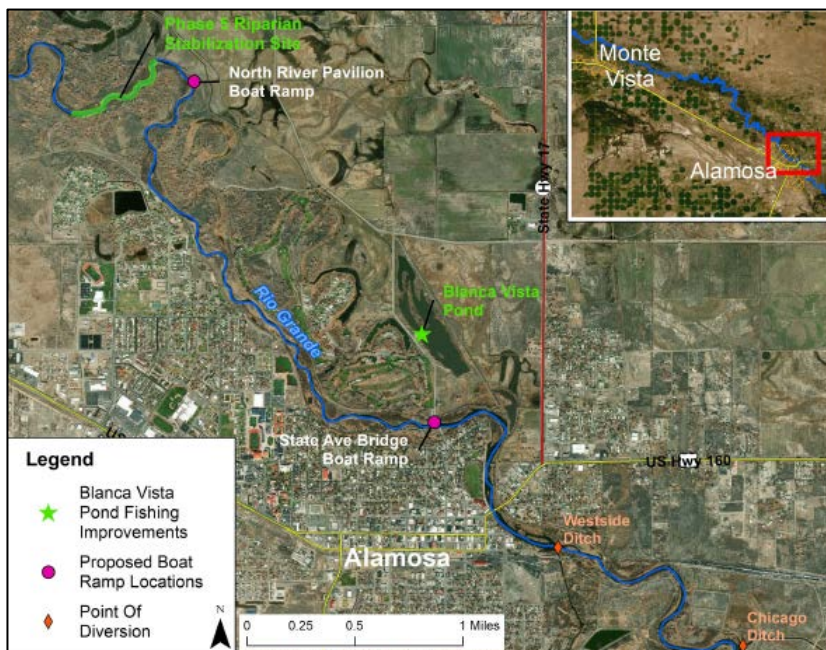 Phase 5 Riparian
Stabilization Site
North River Pavilion
Boat Ramp
Monte
Vista
Alamosa
State Hwy 17
Blanca Vista
Pond
Rio Grande
State Ave Bridge
Boat Ramp
US Hwy 160
Westside
Ditch
Alamosa
Chicago
Ditch
Legend
Blanca Vista
Pond Fishing
Improvements
Proposed Boat
Ramp Locations
Point Of
Diversion
N
0 0.25 0.5 1 Miles